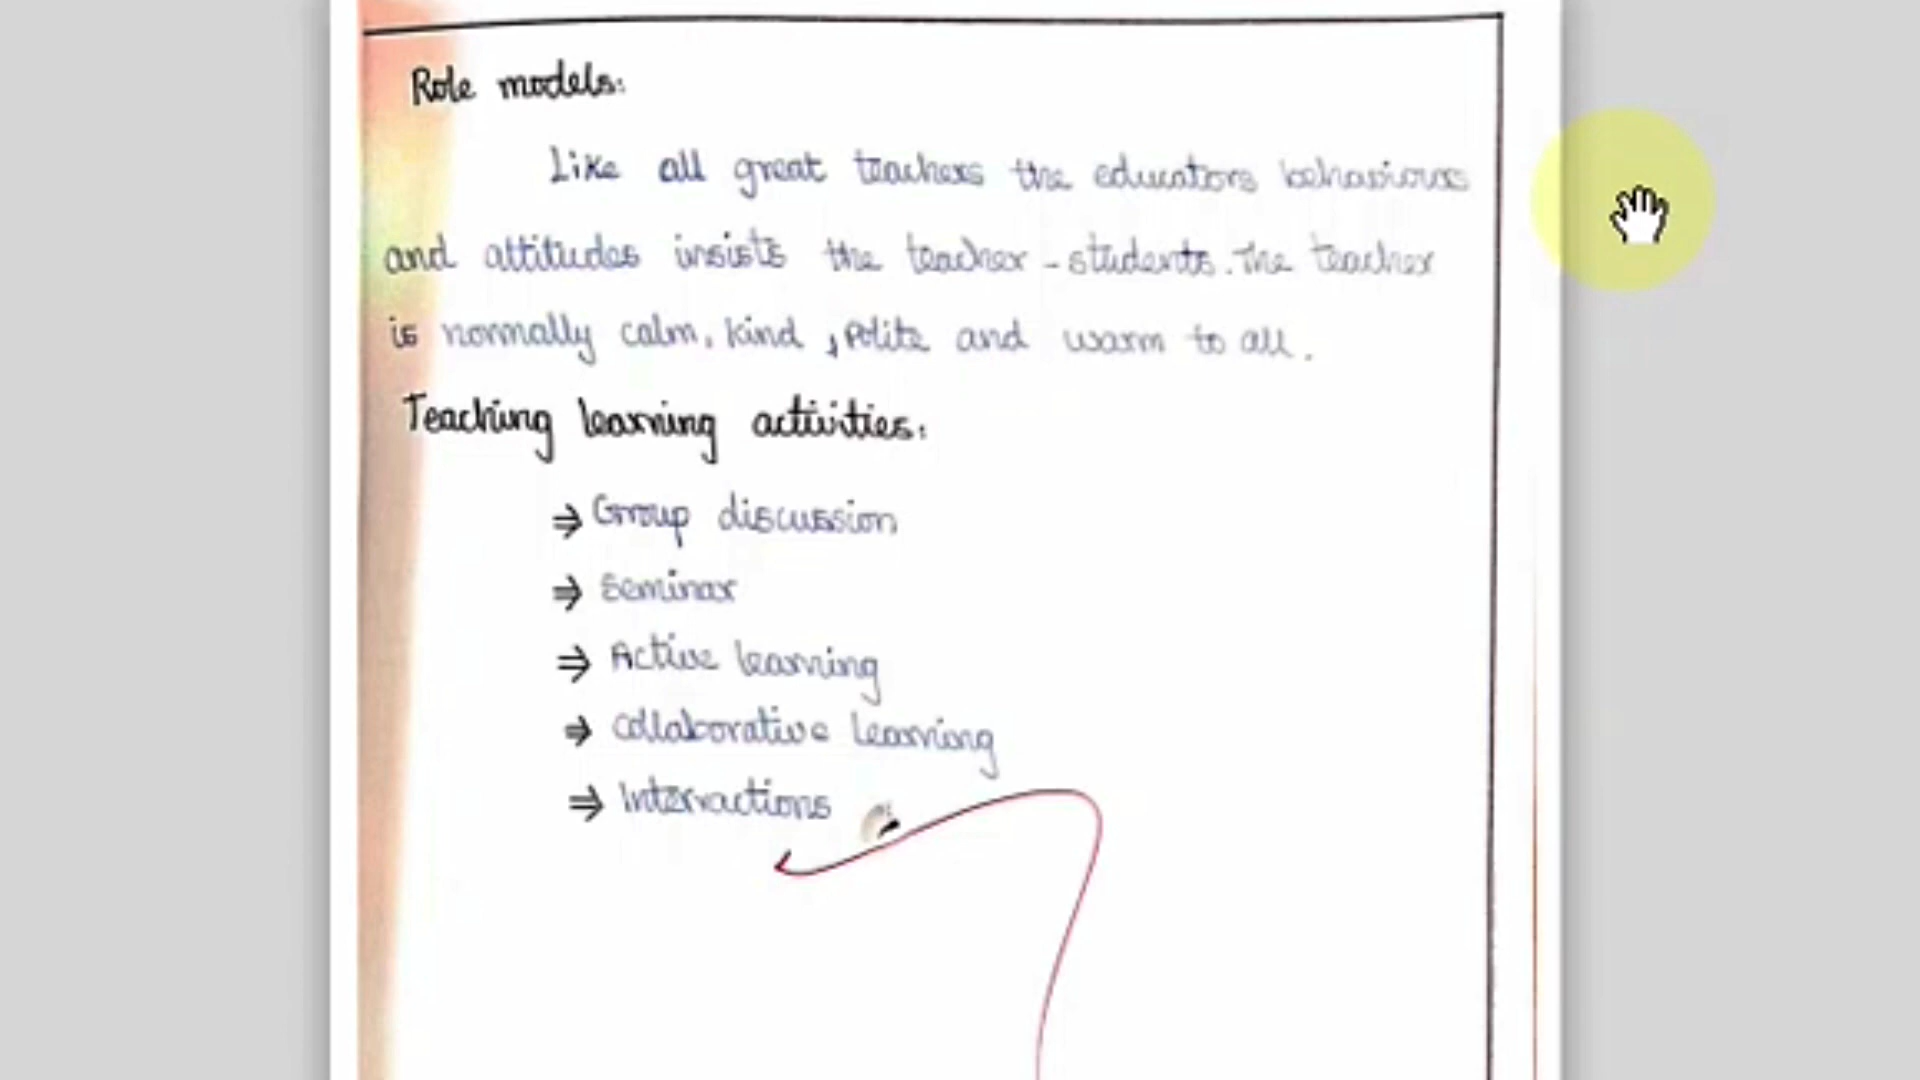 Role models:
Like all great teachers the educators behaviours
and attitudes insists the teacher - students. The teacher
is normally calm, kind, polite and warm to all.
Teaching learning activities:
⇒ Group discussion
⇒ Seminar
⇒ Active learning
⇒ Collaborative learning
⇒ Interactions